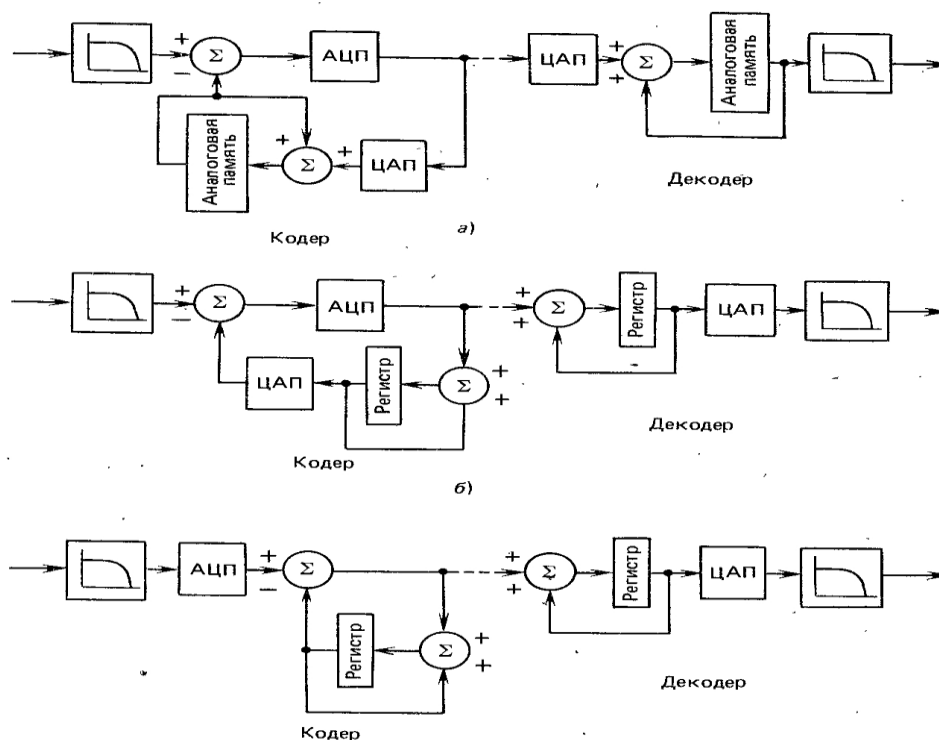 +
−
Σ
АЦП
ЦАП
+
+
Σ
Аналоговая
память
Аналоговая
память
+
Σ
+
ЦАП
Декодер
Кодер
а)
+
−
Σ
АЦП
+
+
Σ
Регистр
ЦАП
ЦАП
Регистр
Σ
+
+
Декодер
Кодер
б)
АЦП
+
−
Σ
+
+
Σ
Регистр
ЦАП
Регистр
Σ
+
+
Декодер
Кодер